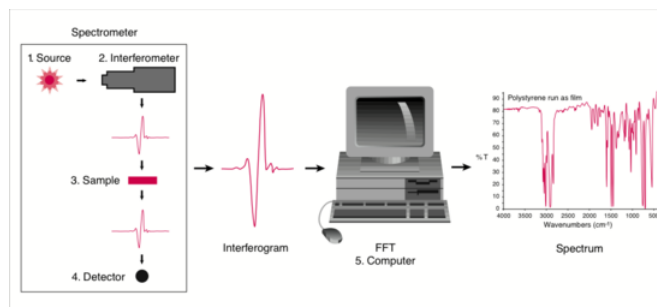 Spectrometer
1. Source
2. Interferometer
3. Sample
4. Detector
Interferogram
FFT
5. Computer
Polystyrene run as film
%T
90
80
70
60
50
40
30
20
10
0
4000 3500 3000 2500 2000 1500 1000 500
Wavenumbers (cm⁻¹)
Spectrum